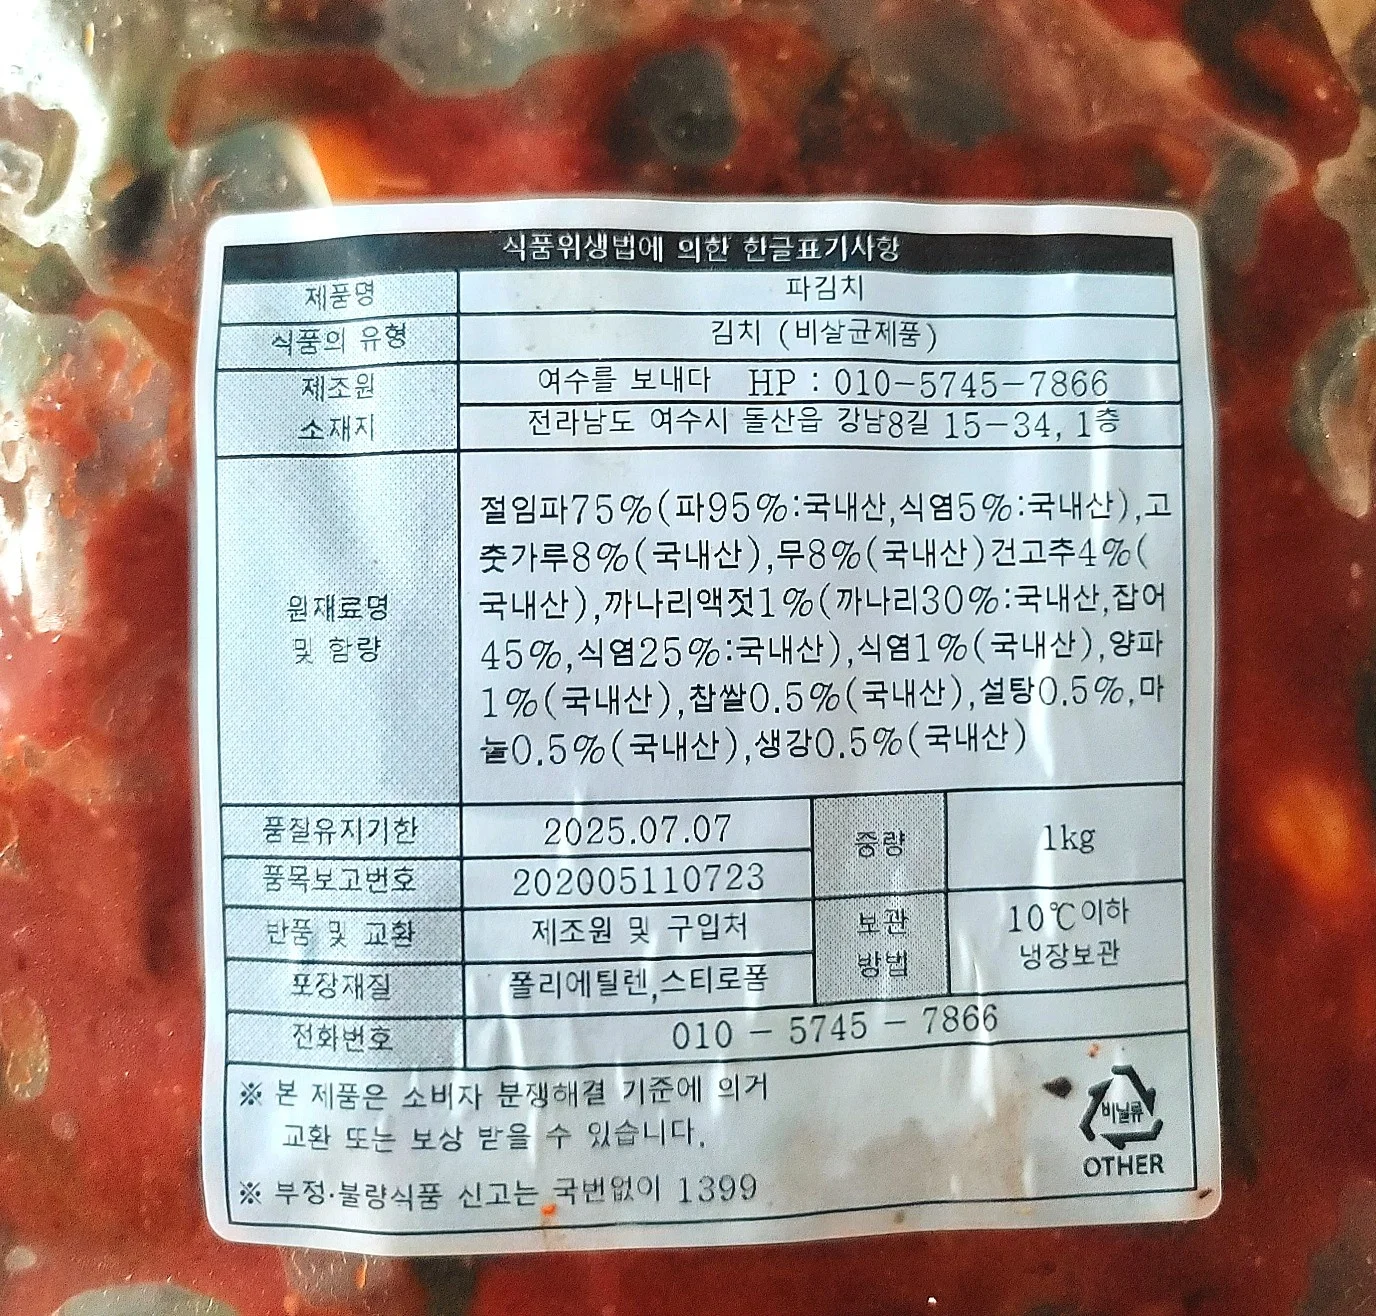 식품위생법에 의한 한글표기사항
제품명 파김치
식품의 유형 김치 (비살균제품)
제조원 여수를 보내다 HP : 010-5745-7866
소재지 전라남도 여수시 돌산읍 강남8길 15-34, 1층
원재료명 및 함량
절임파75%(파95%:국내산,식염5%:국내산),고
춧가루8%(국내산),무8%(국내산)건고추4%(
국내산),까나리액젓1%(까나리30%:국내산,잡어
45%,식염25%:국내산),식염1%(국내산),양파
1%(국내산),찹쌀0.5%(국내산),설탕0.5%,마
늘0.5%(국내산),생강0.5%(국내산)
품질유지기한 2025.07.07 중량 1kg
품목보고번호 202005110723
반품 및 교환 제조원 및 구입처 보관 방법 10℃이하 냉장보관
포장재질 폴리에틸렌,스티로폼
전화번호 010 - 5745 - 7866
※ 본 제품은 소비자 분쟁해결 기준에 의거
교환 또는 보상 받을 수 있습니다.
※ 부정·불량식품 신고는 국번없이 1399
비닐류
OTHER